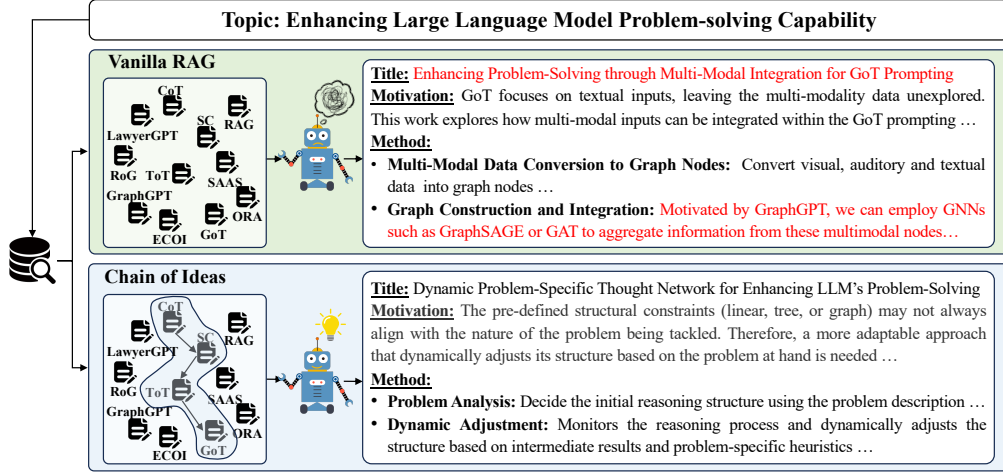 Topic: Enhancing Large Language Model Problem-solving Capability
Vanilla RAG
CoT
SC
RAG
LawyerGPT
RoG
ToT
SAAS
GraphGPT
ORA
ECOI
GoT
Title: Enhancing Problem-Solving through Multi-Modal Integration for GoT Prompting
Motivation: GoT focuses on textual inputs, leaving the multi-modality data unexplored.
This work explores how multi-modal inputs can be integrated within the GoT prompting …
Method:
• Multi-Modal Data Conversion to Graph Nodes: Convert visual, auditory and textual
data into graph nodes …
• Graph Construction and Integration: Motivated by GraphGPT, we can employ GNNs
such as GraphSAGE or GAT to aggregate information from these multimodal nodes…
Chain of Ideas
CoT
SC
RAG
LawyerGPT
RoG
ToT
SAAS
GraphGPT
ORA
ECOI
GoT
Title: Dynamic Problem-Specific Thought Network for Enhancing LLM's Problem-Solving
Motivation: The pre-defined structural constraints (linear, tree, or graph) may not always
align with the nature of the problem being tackled. Therefore, a more adaptable approach
that dynamically adjusts its structure based on the problem at hand is needed …
Method:
• Problem Analysis: Decide the initial reasoning structure using the problem description …
• Dynamic Adjustment: Monitors the reasoning process and dynamically adjusts the
structure based on intermediate results and problem-specific heuristics …